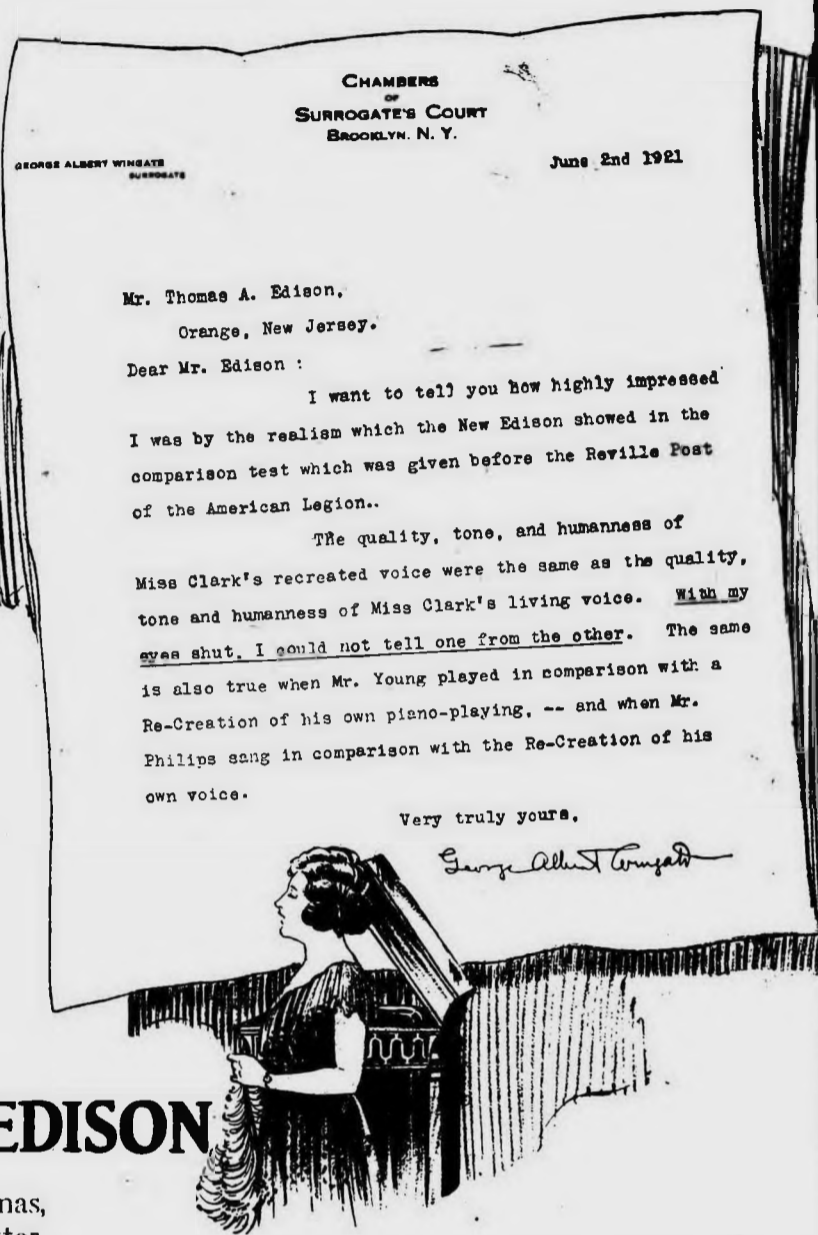 CHAMBERS
OF
SURROGATE'S COURT
BROOKLYN. N. Y.
GEORGE ALBERT WINGATE
SURROGATE
June 2nd 1921
Mr. Thomas A. Edison,
Orange, New Jersey.
Dear Mr. Edison :
I want to tell you how highly impressed
I was by the realism which the New Edison showed in the
comparison test which was given before the Reville Post
of the American Legion..
The quality, tone, and humanness of
Miss Clark's recreated voice were the same as the quality,
tone and humanness of Miss Clark's living voice. With my
eyes shut, I could not tell one from the other. The same
is also true when Mr. Young played in comparison with a
Re-Creation of his own piano-playing, -- and when Mr.
Philips sang in comparison with the Re-Creation of his
own voice.
Very truly yours,
George Albert Wingate
EDISON
nas,